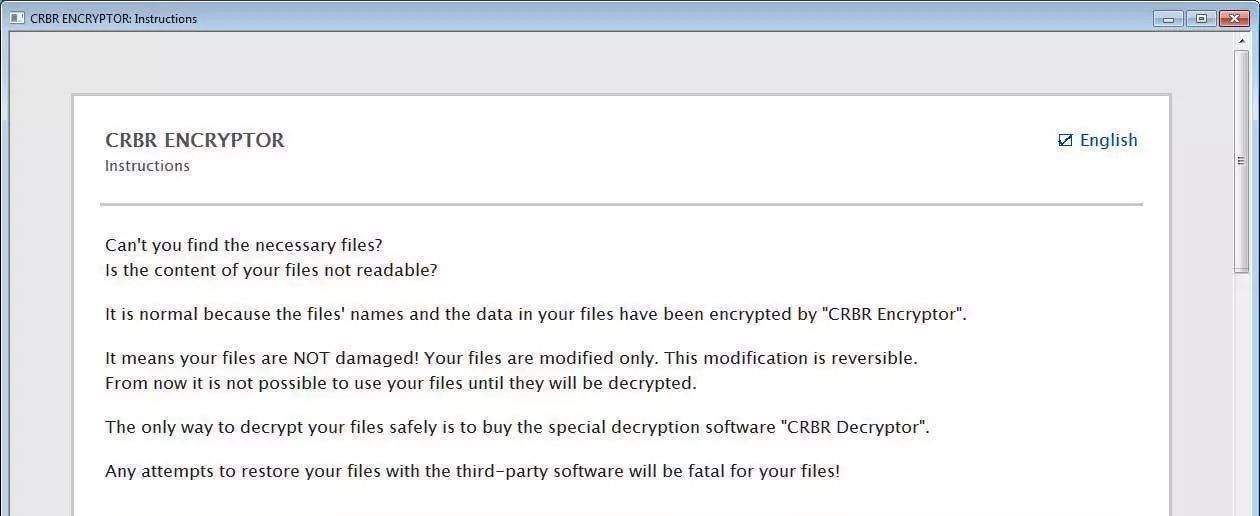 CRBR ENCRYPTOR: Instructions
CRBR ENCRYPTOR
English
Instructions
Can't you find the necessary files?
Is the content of your files not readable?
It is normal because the files' names and the data in your files have been encrypted by "CRBR Encryptor".
It means your files are NOT damaged! Your files are modified only. This modification is reversible.
From now it is not possible to use your files until they will be decrypted.
The only way to decrypt your files safely is to buy the special decryption software "CRBR Decryptor".
Any attempts to restore your files with the third-party software will be fatal for your files!